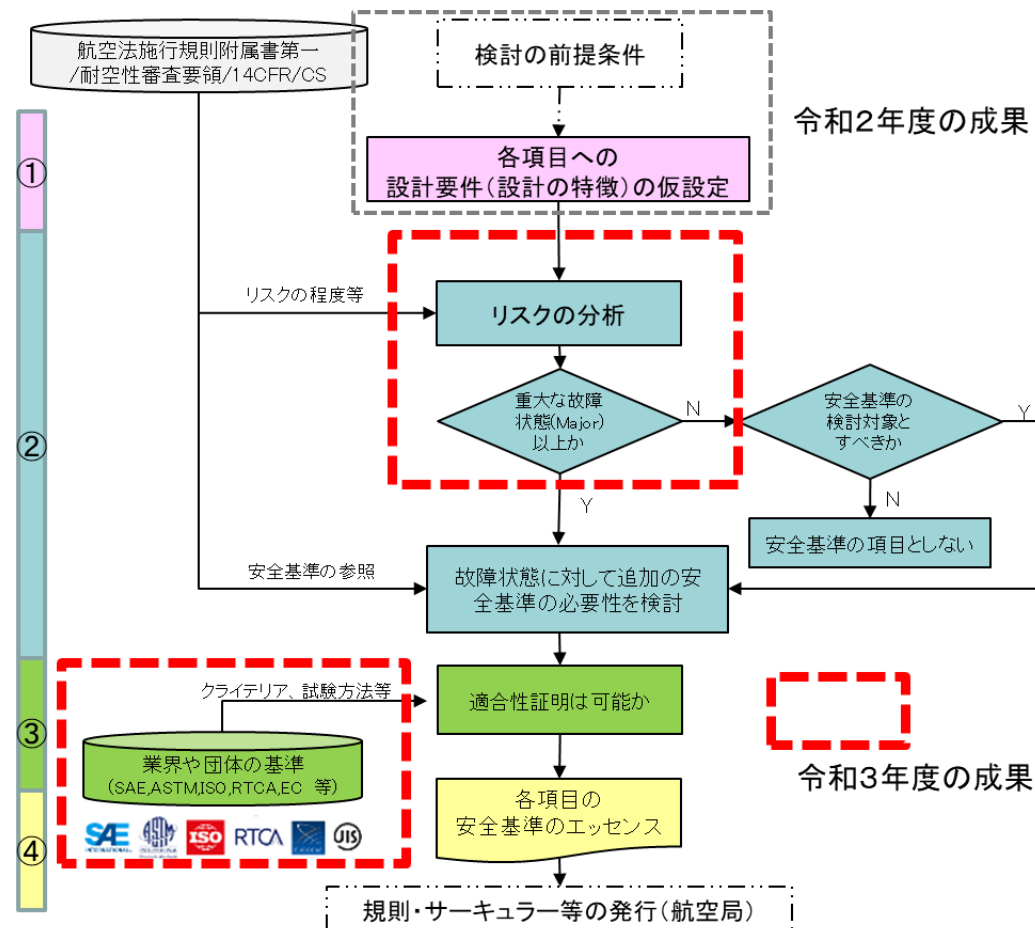 航空法施行規則附属書第一
/耐空性審査要領/14CFR/CS
検討の前提条件
令和2年度の成果
①
各項目への
設計要件(設計の特徴)の仮設定
②
リスクの程度等
リスクの分析
重大な故障
状態(Major)
以上か
N
安全基準の
検討対象と
すべきか
Y
Y
N
安全基準の項目としない
安全基準の参照
故障状態に対して追加の安
全基準の必要性を検討
③
クライテリア、試験方法等
適合性証明は可能か
業界や団体の基準
(SAE,ASTM,ISO,RTCA,EC 等)
令和3年度の成果
④
各項目の
安全基準のエッセンス
SAE
INTERNATIONAL
ASTM
ISO
RTCA
JIS
規則・サーキュラー等の発行(航空局)